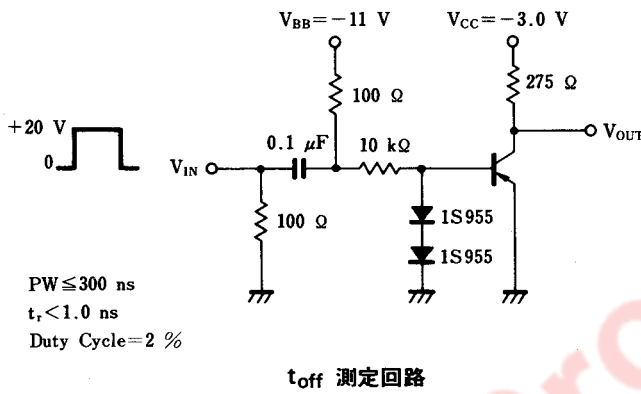 V_BB=−11 V
V_CC=−3.0 V
100 Ω
275 Ω
+20 V
0
V_IN
0.1 μF
10 kΩ
V_OUT
100 Ω
1S955
1S955
PW≦300 ns
t_r<1.0 ns
Duty Cycle=2 %
t_off 測定回路